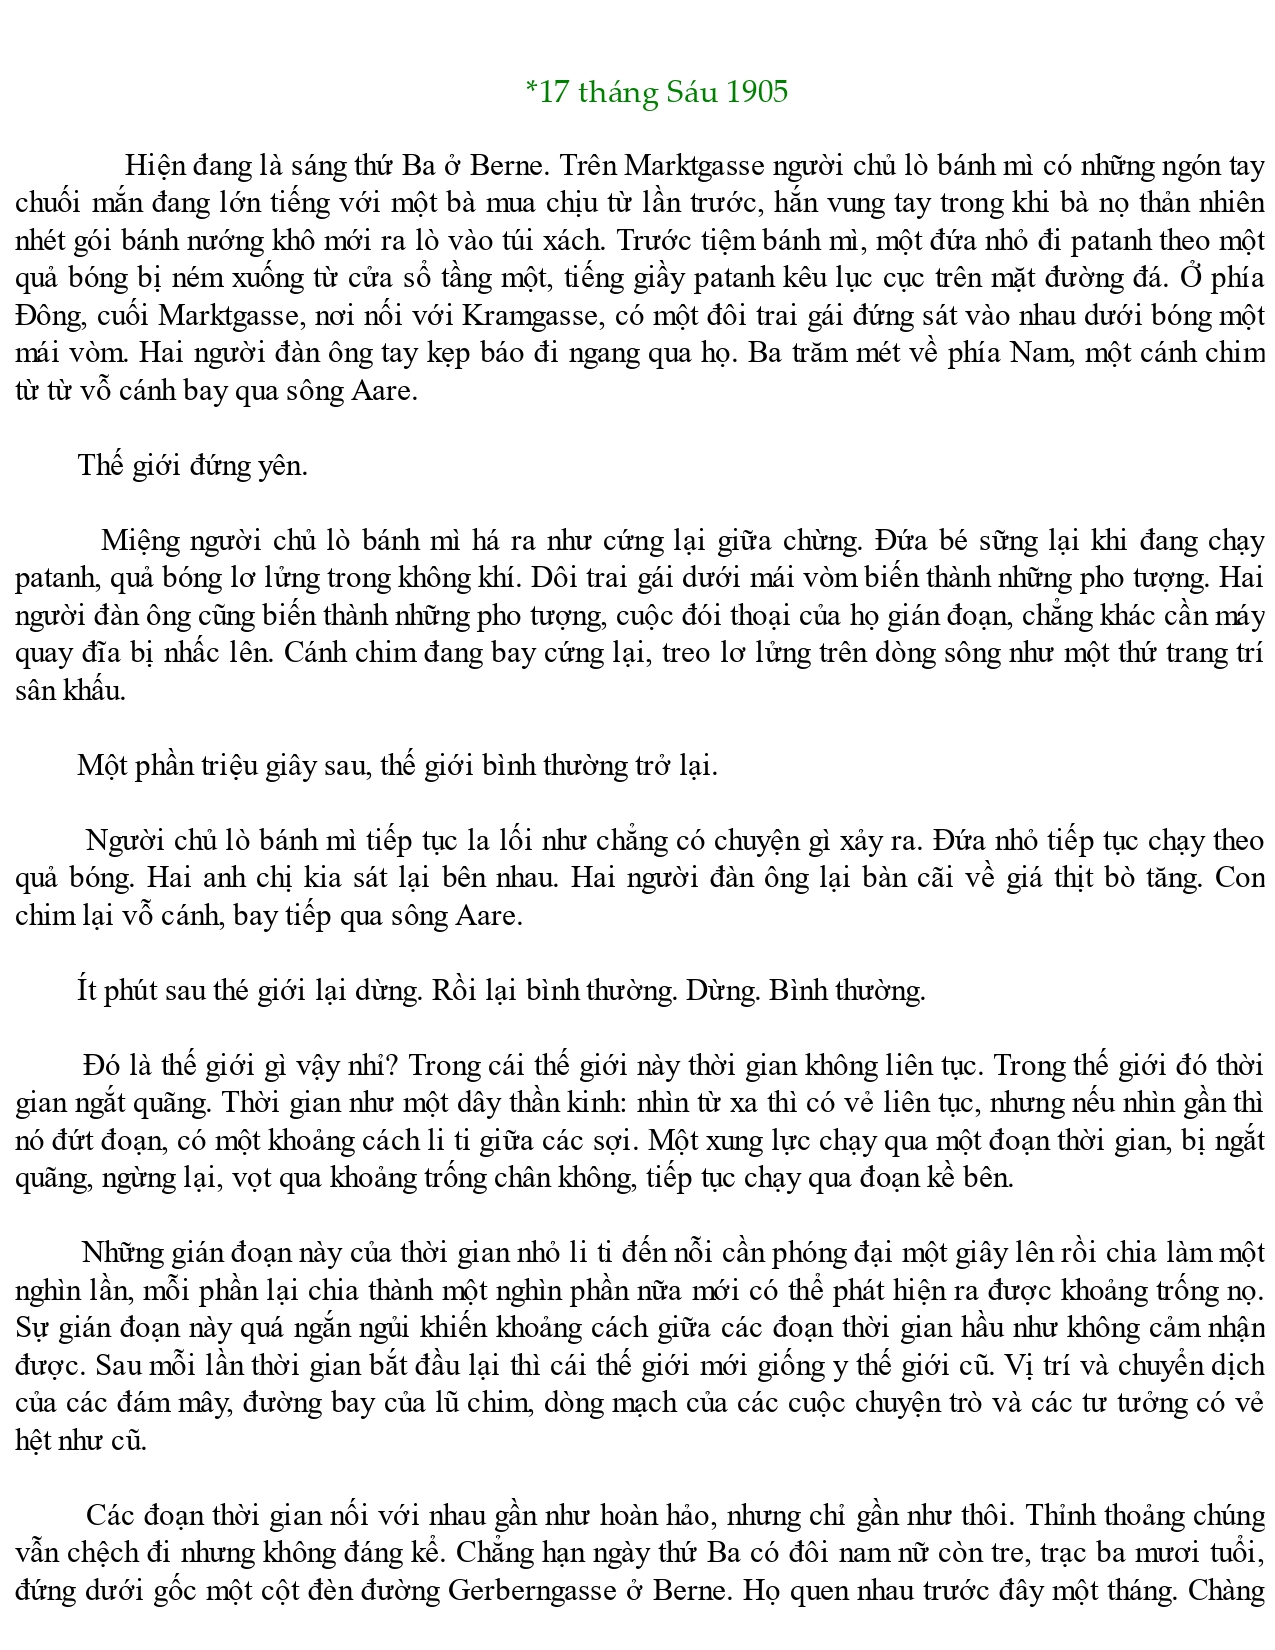 *17 tháng Sáu 1905
Hiện đang là sáng thứ Ba ở Berne. Trên Marktgasse người chủ lò bánh mì có những ngón tay
chuối mắn đang lớn tiếng với một bà mua chịu từ lần trước, hắn vung tay trong khi bà nọ thản nhiên
nhét gói bánh nướng khô mới ra lò vào túi xách. Trước tiệm bánh mì, một đứa nhỏ đi patanh theo một
quả bóng bị ném xuống từ cửa sổ tầng một, tiếng giầy patanh kêu lục cục trên mặt đường đá. Ở phía
Đông, cuối Marktgasse, nơi nối với Kramgasse, có một đôi trai gái đứng sát vào nhau dưới bóng một
mái vòm. Hai người đàn ông tay kẹp báo đi ngang qua họ. Ba trăm mét về phía Nam, một cánh chim
từ từ vỗ cánh bay qua sông Aare.
Thế giới đứng yên.
Miệng người chủ lò bánh mì há ra như cứng lại giữa chừng. Đứa bé sững lại khi đang chạy
patanh, quả bóng lơ lửng trong không khí. Dôi trai gái dưới mái vòm biến thành những pho tượng. Hai
người đàn ông cũng biến thành những pho tượng, cuộc đói thoại của họ gián đoạn, chẳng khác cần máy
quay đĩa bị nhấc lên. Cánh chim đang bay cứng lại, treo lơ lửng trên dòng sông như một thứ trang trí
sân khấu.
Một phần triệu giây sau, thế giới bình thường trở lại.
Người chủ lò bánh mì tiếp tục la lối như chẳng có chuyện gì xảy ra. Đứa nhỏ tiếp tục chạy theo
quả bóng. Hai anh chị kia sát lại bên nhau. Hai người đàn ông lại bàn cãi về giá thịt bò tăng. Con
chim lại vỗ cánh, bay tiếp qua sông Aare.
Ít phút sau thé giới lại dừng. Rồi lại bình thường. Dừng. Bình thường.
Đó là thế giới gì vậy nhỉ? Trong cái thế giới này thời gian không liên tục. Trong thế giới đó thời
gian ngắt quãng. Thời gian như một dây thần kinh: nhìn từ xa thì có vẻ liên tục, nhưng nếu nhìn gần thì
nó đứt đoạn, có một khoảng cách li ti giữa các sợi. Một xung lực chạy qua một đoạn thời gian, bị ngắt
quãng, ngừng lại, vọt qua khoảng trống chân không, tiếp tục chạy qua đoạn kề bên.
Những gián đoạn này của thời gian nhỏ li ti đến nỗi cần phóng đại một giây lên rồi chia làm một
nghìn lần, mỗi phần lại chia thành một nghìn phần nữa mới có thể phát hiện ra được khoảng trống nọ.
Sự gián đoạn này quá ngắn ngủi khiến khoảng cách giữa các đoạn thời gian hầu như không cảm nhận
được. Sau mỗi lần thời gian bắt đầu lại thì cái thế giới mới giống y thế giới cũ. Vị trí và chuyển dịch
của các đám mây, đường bay của lũ chim, dòng mạch của các cuộc chuyện trò và các tư tưởng có vẻ
hệt như cũ.
Các đoạn thời gian nối với nhau gần như hoàn hảo, nhưng chỉ gần như thôi. Thỉnh thoảng chúng
vẫn chệch đi nhưng không đáng kể. Chẳng hạn ngày thứ Ba có đôi nam nữ còn tre, trạc ba mươi tuổi,
đứng dưới gốc một cột đèn đường Gerberngasse ở Berne. Họ quen nhau trước đây một tháng. Chàng